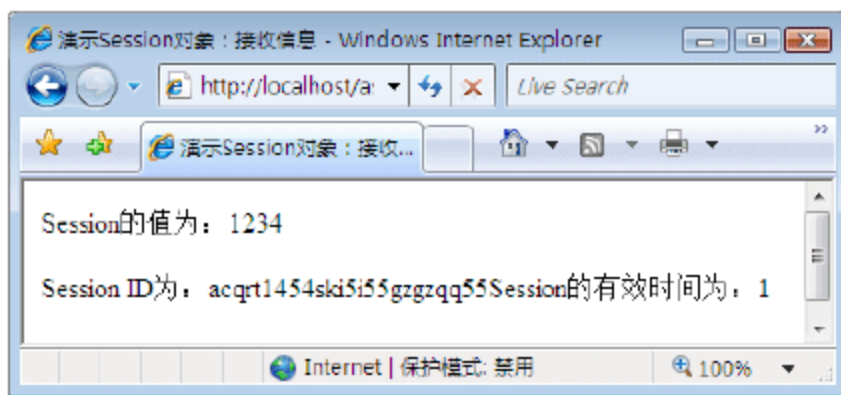 演示Session对象：接收信息 - Windows Internet Explorer
http://localhost/a:
Live Search
演示Session对象：接收...
Session的值为：1234
Session ID为：acqrt1454ski5i55gzgzqq55Session的有效时间为：1
Internet | 保护模式: 禁用
100%